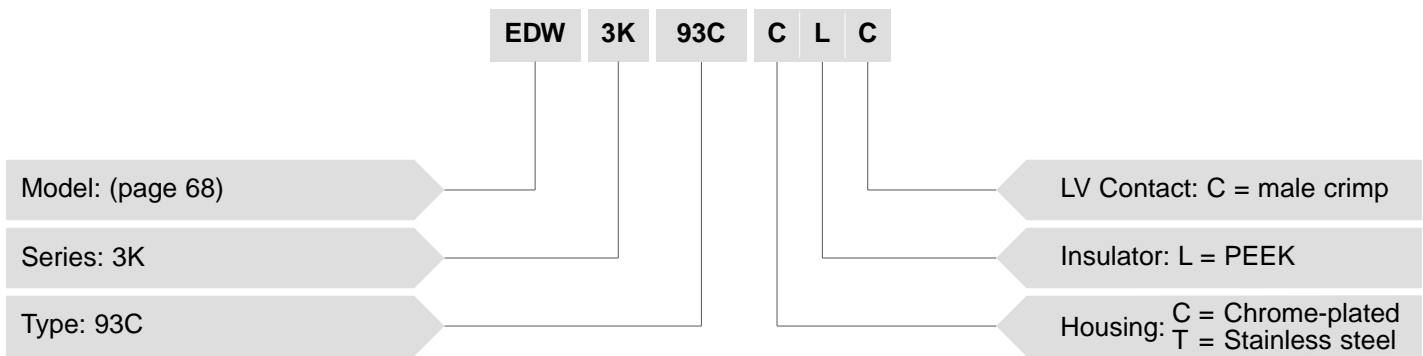 EDW 3K 93C C L C
Model: (page 68)
LV Contact: C = male crimp
Series: 3K
Insulator: L = PEEK
Type: 93C
Housing: C = Chrome-plated
T = Stainless steel